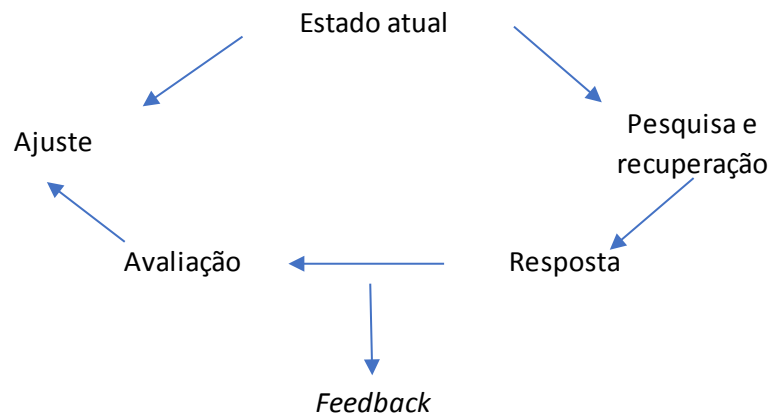 Estado atual
Ajuste
Pesquisa e
recuperação
Avaliação
Resposta
Feedback